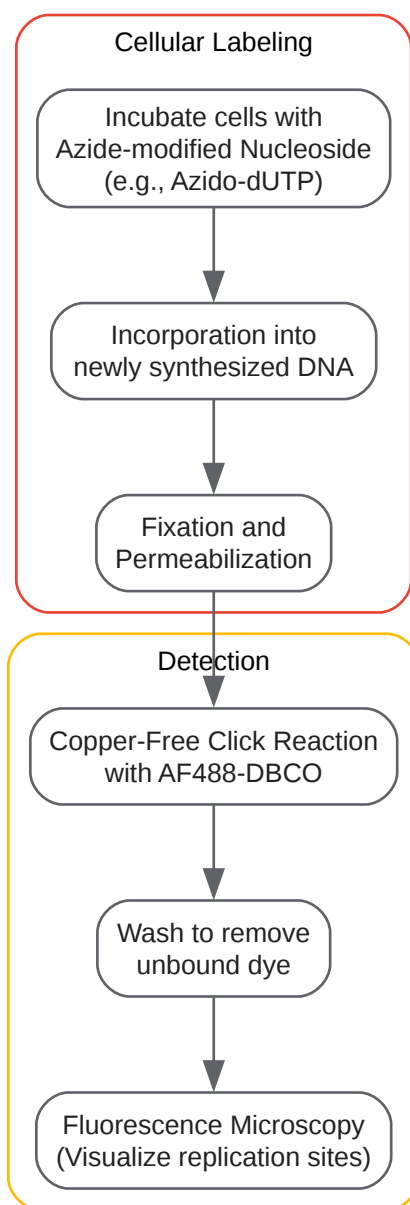 Cellular Labeling
Incubate cells with
Azide-modified Nucleoside
(e.g., Azido-dUTP)
Incorporation into
newly synthesized DNA
Fixation and
Permeabilization
Detection
Copper-Free Click Reaction
with AF488-DBCO
Wash to remove
unbound dye
Fluorescence Microscopy
(Visualize replication sites)